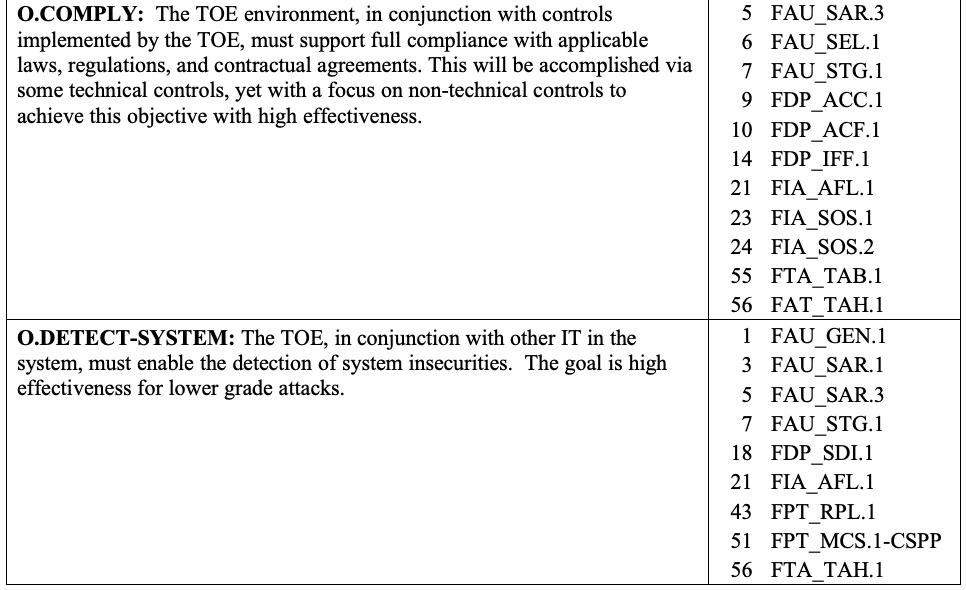 O.COMPLY: The TOE environment, in conjunction with controls
implemented by the TOE, must support full compliance with applicable
laws, regulations, and contractual agreements. This will be accomplished via
some technical controls, yet with a focus on non-technical controls to
achieve this objective with high effectiveness.
5 FAU_SAR.3
6 FAU_SEL.1
7 FAU_STG.1
9 FDP_ACC.1
10 FDP_ACF.1
14 FDP_IFF.1
21 FIA_AFL.1
23 FIA_SOS.1
24 FIA_SOS.2
55 FTA_TAB.1
56 FAT_TAH.1
O.DETECT-SYSTEM: The TOE, in conjunction with other IT in the
system, must enable the detection of system insecurities. The goal is high
effectiveness for lower grade attacks.
1 FAU_GEN.1
3 FAU_SAR.1
5 FAU_SAR.3
7 FAU_STG.1
18 FDP_SDI.1
21 FIA_AFL.1
43 FPT_RPL.1
51 FPT_MCS.1-CSPP
56 FTA_TAH.1